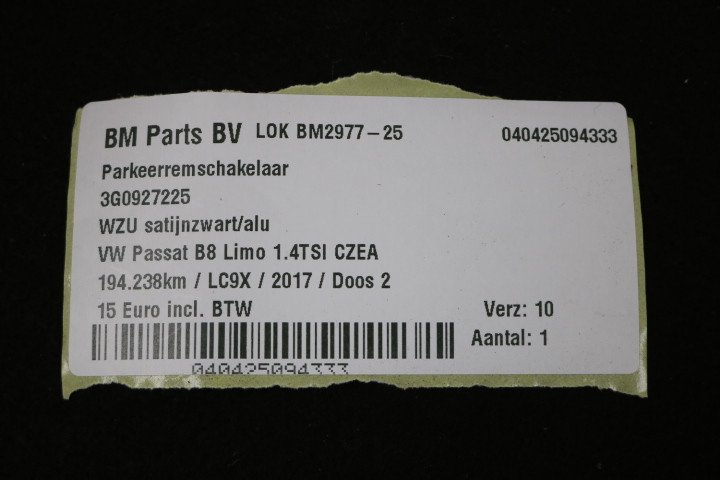 BM Parts BV LOK BM2977-25 040425094333
Parkeerremschakelaar
3G0927225
WZU satijnzwart/alu
VW Passat B8 Limo 1.4TSI CZEA
194.238km / LC9X / 2017 / Doos 2
15 Euro incl. BTW Verz: 10
Aantal: 1
040425094333